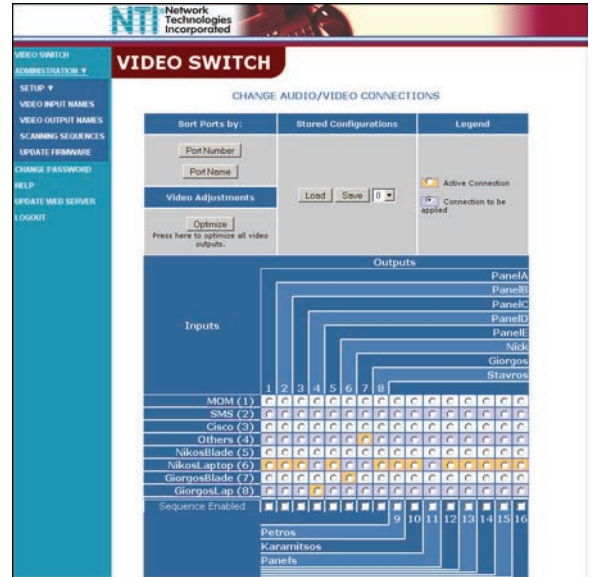 NTI Network
Technologies
Incorporated
VIDEO SWITCH
ADMINISTRATION ▼
SETUP ▼
VIDEO INPUT NAMES
VIDEO OUTPUT NAMES
SCANNING SEQUENCES
UPDATE FIRMWARE
CHANGE PASSWORD
HELP
UPDATE WEB SERVER
LOGOUT
VIDEO SWITCH
CHANGE AUDIO/VIDEO CONNECTIONS
Sort Ports by:
Port Number
Port Name
Video Adjustments
Optimize
Press here to optimize all video
outputs.
Stored Configurations
Load Save 0
Legend
Active Connection
Connection to be
applied
Outputs
PanelA
PanelB
PanelC
PanelD
PanelE
Nick
Giorgos
Stavros
Inputs
1 2 3 4 5 6 7 8
MOM (1)
SMS (2)
Cisco (3)
Others (4)
NikosBlade (5)
NikosLaptop (6)
GiorgosBlade (7)
GiorgosLap (8)
Sequence Enabled
9 10 11 12 13 14 15 16
Petros
Karamitsos
Panefs